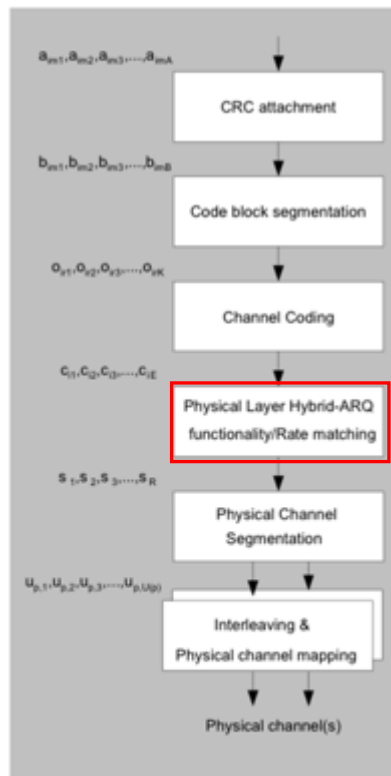 a_im1,a_im2,a_im3,...,a_imA
CRC attachment
b_im1,b_im2,b_im3,...,b_imB
Code block segmentation
o_ir1,o_ir2,o_ir3,...,o_irK
Channel Coding
c_i1,c_i2,c_i3,...,c_iE
Physical Layer Hybrid-ARQ
functionality/Rate matching
s_1,s_2,s_3,...,s_R
Physical Channel
Segmentation
u_p,1,u_p,2,u_p,3,...,u_p,U(p)
Interleaving &
Physical channel mapping
Physical channel(s)